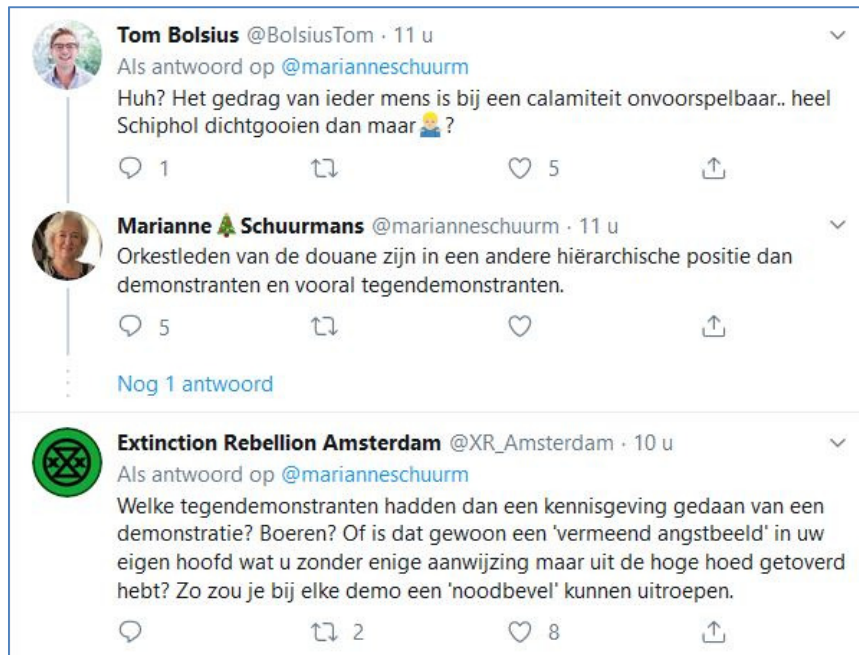 Tom Bolsius @BolsiusTom · 11 u
Als antwoord op @marianneschuurm
Huh? Het gedrag van ieder mens is bij een calamiteit onvoorspelbaar.. heel
Schiphol dichtgooien dan maar🤷🏼‍♂️?
1 5
Marianne🎄Schuurmans @marianneschuurm · 11 u
Orkestleden van de douane zijn in een andere hiërarchische positie dan
demonstranten en vooral tegendemonstranten.
5
Nog 1 antwoord
Extinction Rebellion Amsterdam @XR_Amsterdam · 10 u
Als antwoord op @marianneschuurm
Welke tegendemonstranten hadden dan een kennisgeving gedaan van een
demonstratie? Boeren? Of is dat gewoon een 'vermeend angstbeeld' in uw
eigen hoofd wat u zonder enige aanwijzing maar uit de hoge hoed getoverd
hebt? Zo zou je bij elke demo een 'noodbevel' kunnen uitroepen.
2 8